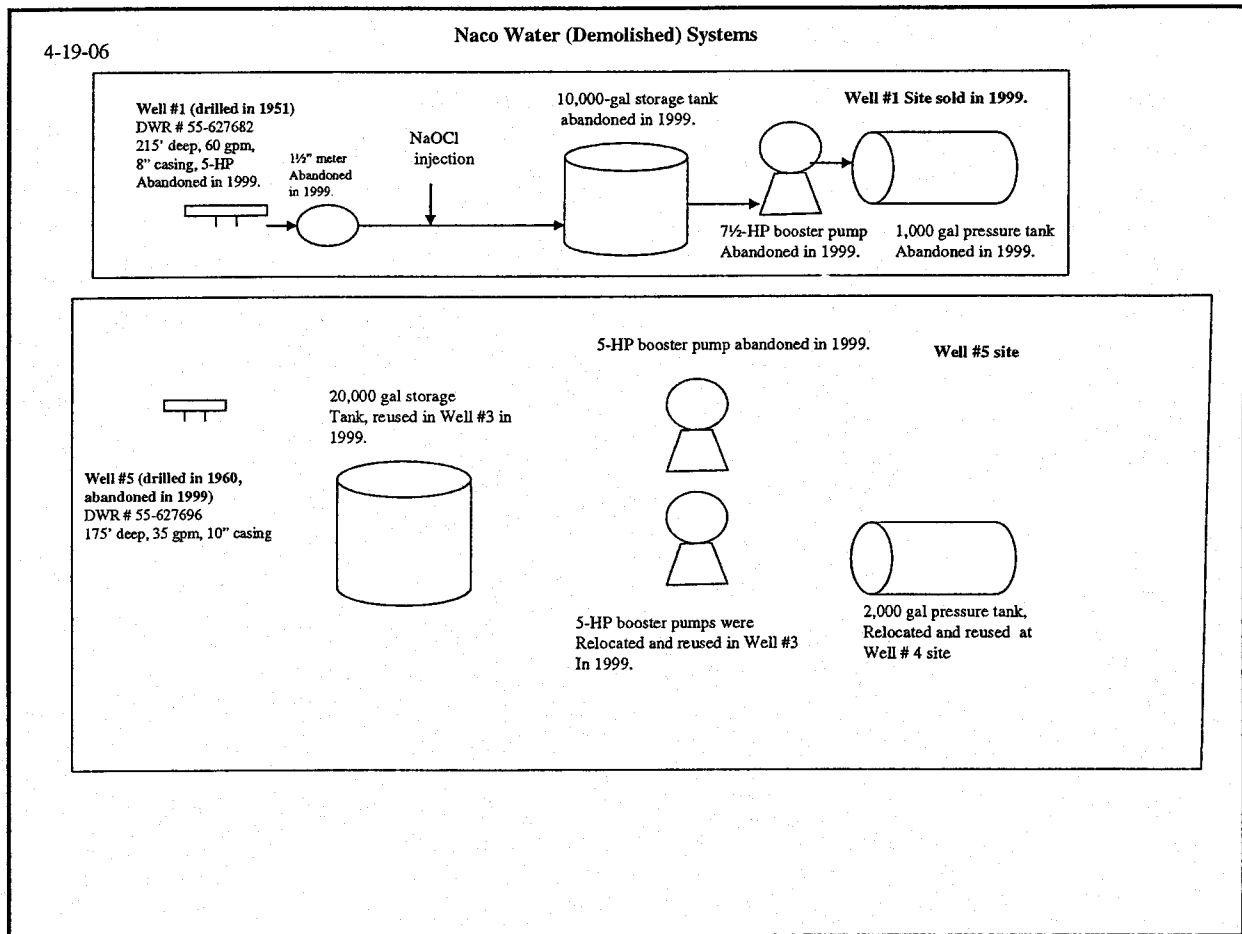 Naco Water (Demolished) Systems
4-19-06
Well #1 (drilled in 1951)
DWR # 55-627682
215' deep, 60 gpm,
8" casing, 5-HP
Abandoned in 1999.
1½" meter
Abandoned
in 1999.
NaOCl
injection
10,000-gal storage tank
abandoned in 1999.
Well #1 Site sold in 1999.
7½-HP booster pump
Abandoned in 1999.
1,000 gal pressure tank
Abandoned in 1999.
5-HP booster pump abandoned in 1999.
Well #5 site
20,000 gal storage
Tank, reused in Well #3 in
1999.
Well #5 (drilled in 1960,
abandoned in 1999)
DWR # 55-627696
175' deep, 35 gpm, 10" casing
5-HP booster pumps were
Relocated and reused in Well #3
In 1999.
2,000 gal pressure tank,
Relocated and reused at
Well # 4 site